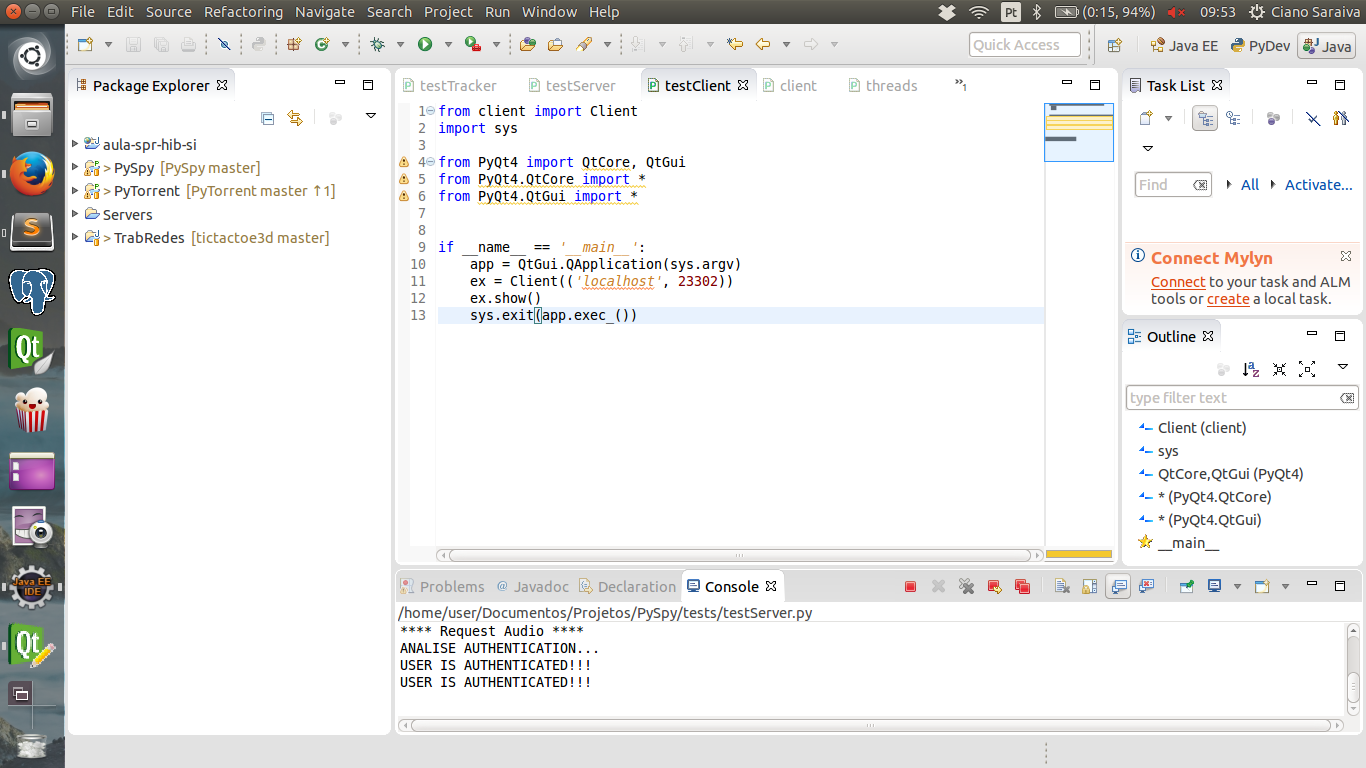 File Edit Source Refactoring Navigate Search Project Run Window Help
Pt (0:15, 94%) 09:53 Ciano Saraiva
Quick Access Java EE PyDev Java
Package Explorer
aula-spr-hib-si
> PySpy [PySpy master]
> PyTorrent [PyTorrent master ↑1]
Servers
> TrabRedes [tictactoe3d master]
testTracker testServer testClient client threads »1
1 from client import Client
2 import sys
3
4 from PyQt4 import QtCore, QtGui
5 from PyQt4.QtCore import *
6 from PyQt4.QtGui import *
7
8
9 if __name__ == '__main__':
10 app = QtGui.QApplication(sys.argv)
11 ex = Client(('localhost', 23302))
12 ex.show()
13 sys.exit(app.exec_())
Task List
Find All Activate...
Connect Mylyn
Connect to your task and ALM
tools or create a local task.
Outline
type filter text
Client (client)
sys
QtCore,QtGui (PyQt4)
* (PyQt4.QtCore)
* (PyQt4.QtGui)
__main__
Problems Javadoc Declaration Console
/home/user/Documentos/Projetos/PySpy/tests/testServer.py
**** Request Audio ****
ANALISE AUTHENTICATION...
USER IS AUTHENTICATED!!!
USER IS AUTHENTICATED!!!
Qt
Java EE
IDE
Qt